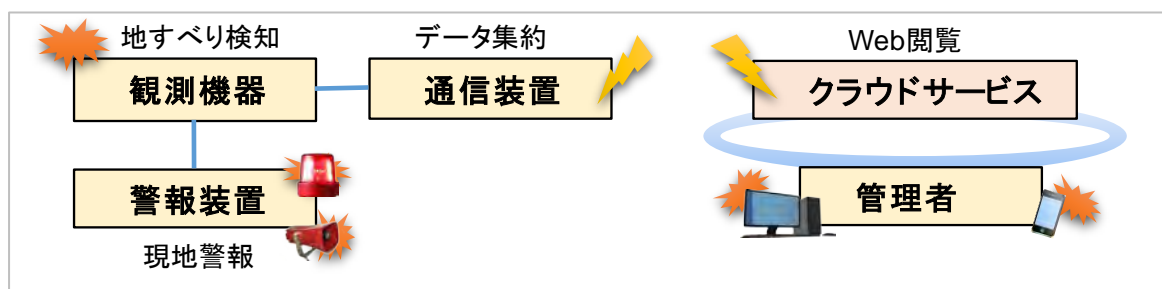 地すべり検知
データ集約
Web閲覧
観測機器
通信装置
クラウドサービス
警報装置
管理者
現地警報